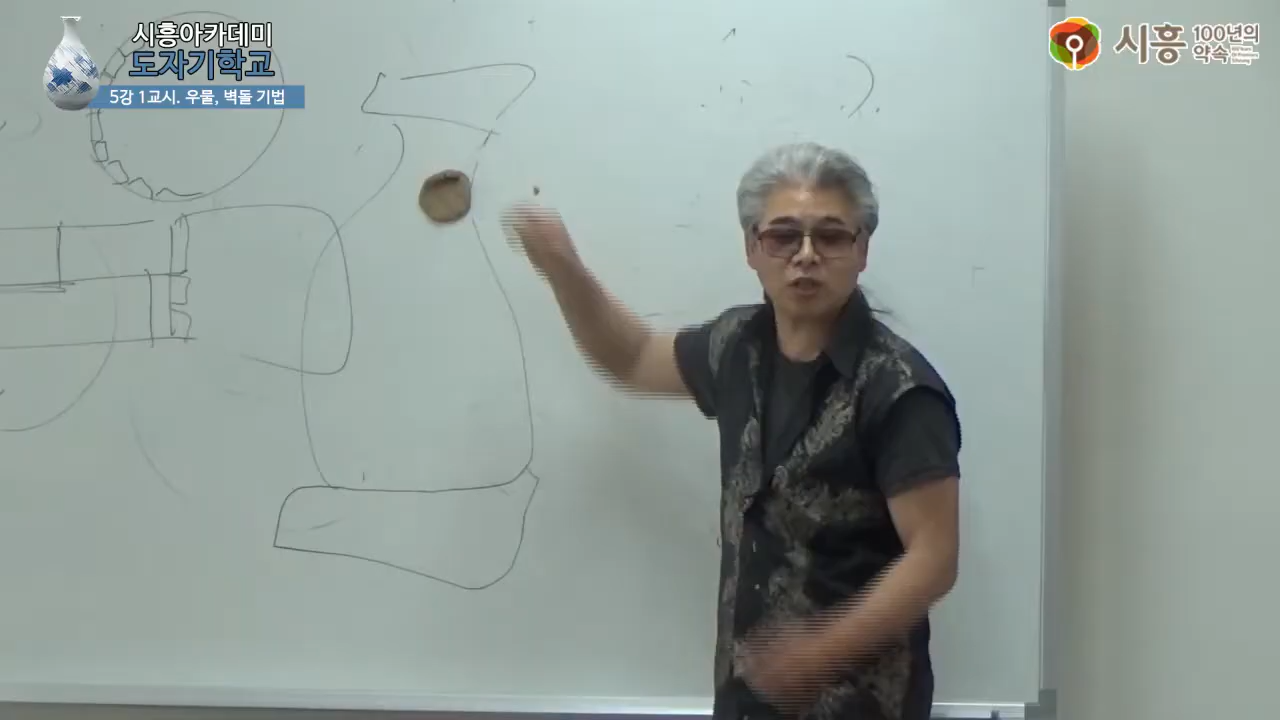 시흥아카데미
도자기학교
5강 1교시. 우물, 벽돌 기법
시흥 100년의
약속